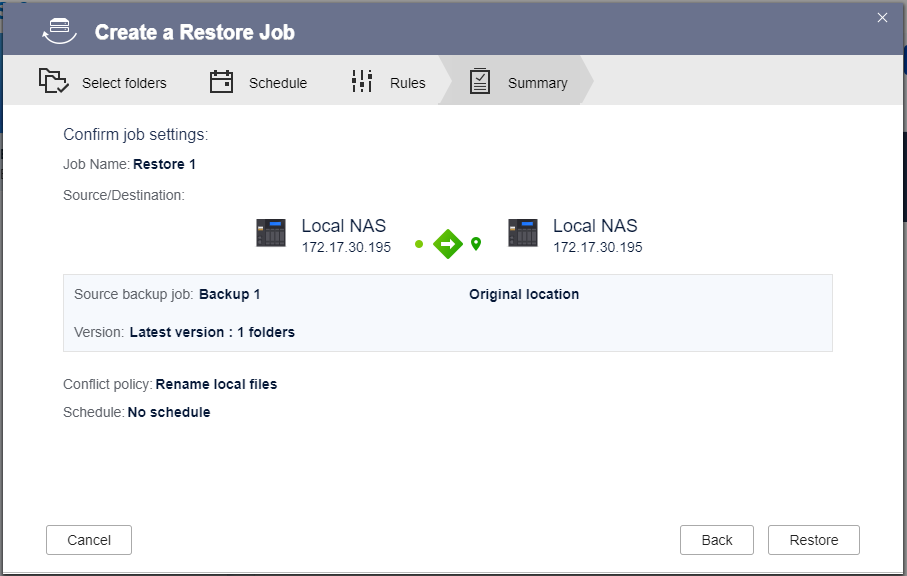 Create a Restore Job
Select folders Schedule Rules Summary
Confirm job settings:
Job Name: Restore 1
Source/Destination:
Local NAS Local NAS
172.17.30.195 172.17.30.195
Source backup job: Backup 1 Original location
Version: Latest version : 1 folders
Conflict policy: Rename local files
Schedule: No schedule
Cancel Back Restore